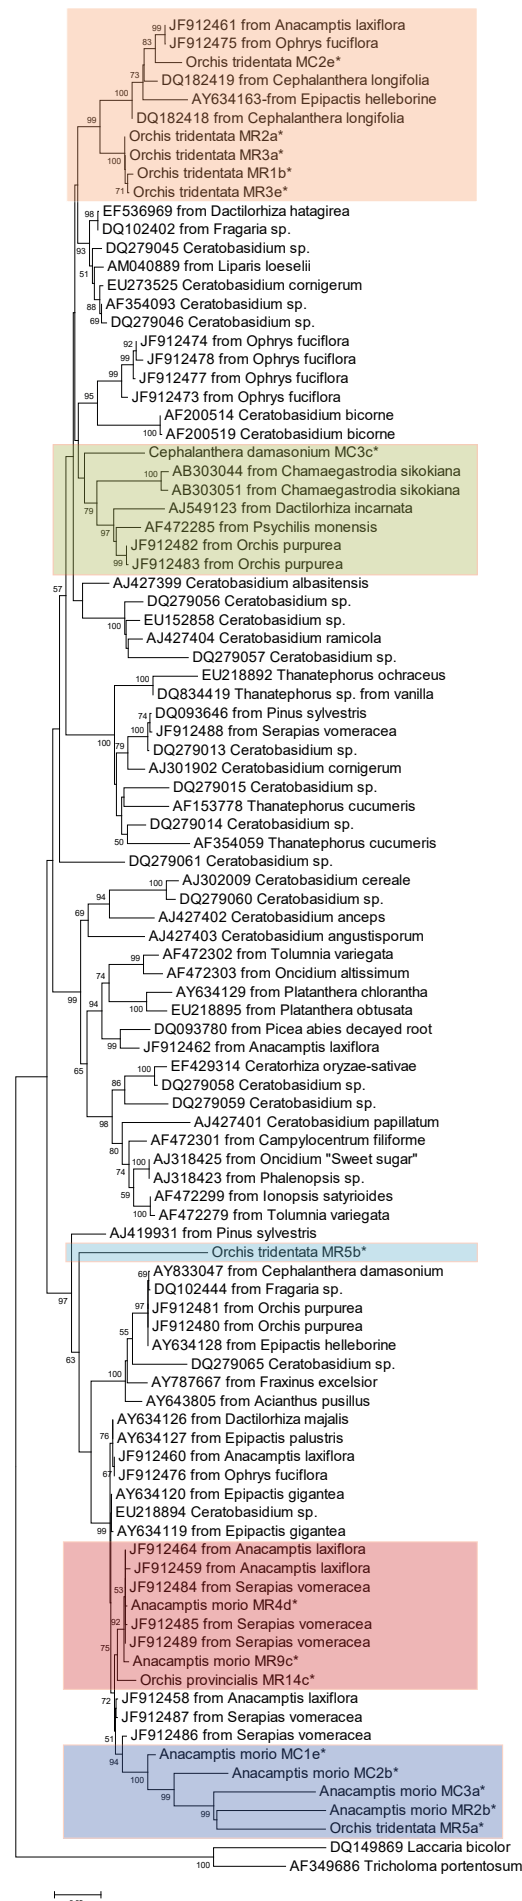 JF912461 from Anacamptis laxiflora
99
JF912475 from Ophrys fuciflora
83
Orchis tridentata MC2e*
73
DQ182419 from Cephalanthera longifolia
100
AY634163-from Epipactis helleborine
DQ182418 from Cephalanthera longifolia
99
Orchis tridentata MR2a*
Orchis tridentata MR3a*
100
Orchis tridentata MR1b*
71
Orchis tridentata MR3e*
98
EF536969 from Dactilorhiza hatagirea
DQ102402 from Fragaria sp.
93
DQ279045 Ceratobasidium sp.
AM040889 from Liparis loeselii
51
EU273525 Ceratobasidium cornigerum
88
AF354093 Ceratobasidium sp.
69
DQ279046 Ceratobasidium sp.
92
JF912474 from Ophrys fuciflora
99
JF912478 from Ophrys fuciflora
99
JF912477 from Ophrys fuciflora
95
JF912473 from Ophrys fuciflora
AF200514 Ceratobasidium bicorne
100
AF200519 Ceratobasidium bicorne
Cephalanthera damasonium MC3c*
100
AB303044 from Chamaegastrodia sikokiana
AB303051 from Chamaegastrodia sikokiana
79
AJ549123 from Dactilorhiza incarnata
97
AF472285 from Psychilis monensis
JF912482 from Orchis purpurea
99
JF912483 from Orchis purpurea
57
AJ427399 Ceratobasidium albasitensis
DQ279056 Ceratobasidium sp.
100
EU152858 Ceratobasidium sp.
AJ427404 Ceratobasidium ramicola
DQ279057 Ceratobasidium sp.
100
EU218892 Thanatephorus ochraceus
DQ834419 Thanatephorus sp. from vanilla
74
DQ093646 from Pinus sylvestris
100
JF912488 from Serapias vomeracea
100
79
DQ279013 Ceratobasidium sp.
AJ301902 Ceratobasidium cornigerum
DQ279015 Ceratobasidium sp.
AF153778 Thanatephorus cucumeris
DQ279014 Ceratobasidium sp.
50
AF354059 Thanatephorus cucumeris
DQ279061 Ceratobasidium sp.
100
AJ302009 Ceratobasidium cereale
94
DQ279060 Ceratobasidium sp.
69
AJ427402 Ceratobasidium anceps
AJ427403 Ceratobasidium angustisporum
99
AF472302 from Tolumnia variegata
74
AF472303 from Oncidium altissimum
99
94
AY634129 from Platanthera chlorantha
100
EU218895 Platanthera obtusata
DQ093780 from Picea abies decayed root
99
JF912462 from Anacamptis laxiflora
65
100
EF429314 Ceratorhiza oryzae-sativae
86
DQ279058 Ceratobasidium sp.
DQ279059 Ceratobasidium sp.
98
AJ427401 Ceratobasidium papillatum
80
AF472301 from Campylocentrum filiforme
100
AJ318425 from Oncidium "Sweet sugar"
74
AJ318423 from Phalenopsis sp.
59
AF472299 from Ionopsis satyrioides
100
AF472279 from Tolumnia variegata
AJ419931 from Pinus sylvestris
Orchis tridentata MR5b*
69
AY833047 from Cephalanthera damasonium
97
DQ102444 from Fragaria sp.
97
JF912481 from Orchis purpurea
55
JF912480 from Orchis purpurea
63
AY634128 from Epipactis helleborine
DQ279065 Ceratobasidium sp.
100
AY787667 from Fraxinus excelsior
AY643805 from Acianthus pusillus
AY634126 from Dactilorhiza majalis
76
AY634127 from Epipactis palustris
JF912460 from Anacamptis laxiflora
67
JF912476 from Ophrys fuciflora
AY634120 from Epipactis gigantea
EU218894 Ceratobasidium sp.
99
AY634119 from Epipactis gigantea
JF912464 from Anacamptis laxiflora
JF912459 from Anacamptis laxiflora
53
JF912484 from Serapias vomeracea
Anacamptis morio MR4d*
92
JF912485 from Serapias vomeracea
75
JF912489 from Serapias vomeracea
Anacamptis morio MR9c*
Orchis provincialis MR14c*
72
JF912458 from Anacamptis laxiflora
JF912487 from Serapias vomeracea
51
JF912486 from Serapias vomeracea
94
Anacamptis morio MC1e*
100
Anacamptis morio MC2b*
99
Anacamptis morio MC3a*
99
Anacamptis morio MR2b*
Orchis tridentata MR5a*
DQ149869 Laccaria bicolor
100
AF349686 Tricholoma portentosum